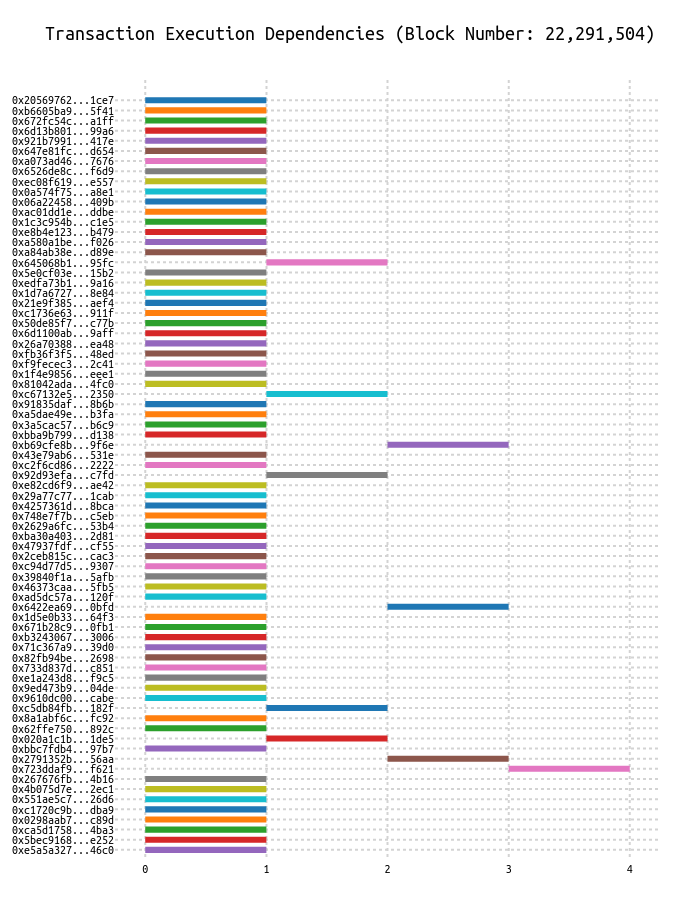 Transaction Execution Dependencies (Block Number: 22,291,504)
0x20569762...1ce7
0xb6605ba9...5f41
0x672fc54c...a1ff
0x6d13b801...99a6
0x921b7991...417e
0x647e81fc...d654
0xa073ad46...7676
0x6526de8c...f6d9
0xec08f619...e557
0x0a574f75...a8e1
0x06a22458...409b
0xac01dd1e...ddbe
0x1c3c954b...c1e5
0xe8b4e123...b479
0xa580a1be...f026
0xa84ab38e...d89e
0x645068b1...95fc
0x5e0cf03e...15b2
0xedfa73b1...9a16
0x1d7a6727...8e84
0x21e9f385...aef4
0xc1736e63...911f
0x50de85f7...c77b
0x6d1100ab...9aff
0x26a70388...ea48
0xfb36f3f5...48ed
0xf9fecec3...2c41
0x1f4e9856...eee1
0x81042ada...4fc0
0xc67132e5...2350
0x91835daf...8b6b
0xa5dae49e...b3fa
0x3a5cac57...b6c9
0xbba9b799...d138
0xb69cfe8b...9f6e
0x43e79ab6...531e
0xc2f6cd86...2222
0x92d93efa...c7fd
0xe82cd6f9...ae42
0x29a77c77...1cab
0x4257361d...8bca
0x748e7f7b...c5eb
0x2629a6fc...53b4
0xba30a403...2d81
0x47937fdf...cf55
0x2ceb815c...cac3
0xc94d77d5...9307
0x39840f1a...5afb
0x46373caa...5fb5
0xad5dc57a...120f
0x6422ea69...0bfd
0x1d5e0b33...64f3
0x671b28c9...0fb1
0xb3243067...3006
0x71c367a9...39d0
0x82fb94be...2698
0x733d837d...c851
0xe1a243d8...f9c5
0x9ed473b9...04de
0x9610dc00...cabe
0xc5db84fb...182f
0x8a1abf6c...fc92
0x62ffe750...892c
0x020a1c1b...1de5
0xbbc7fdb4...97b7
0x2791352b...56aa
0x723ddaf9...f621
0x267676fb...4b16
0x4b075d7e...2ec1
0x551ae5c7...26d6
0xc1720c9b...dba9
0x0298aab7...c89d
0xca5d1758...4ba3
0x5bec9168...e252
0xe5a5a327...46c0
0 1 2 3 4